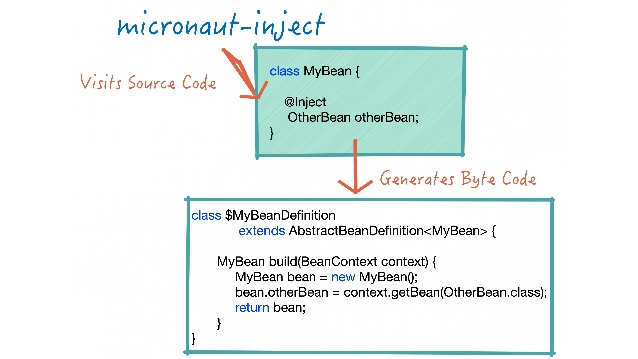 micronaut-inject
Visits Source Code
class MyBean {
@Inject
OtherBean otherBean;
}
Generates Byte Code
class $MyBeanDefinition
extends AbstractBeanDefinition<MyBean> {
MyBean build(BeanContext context) {
MyBean bean = new MyBean();
bean.otherBean = context.getBean(OtherBean.class);
return bean;
}
}